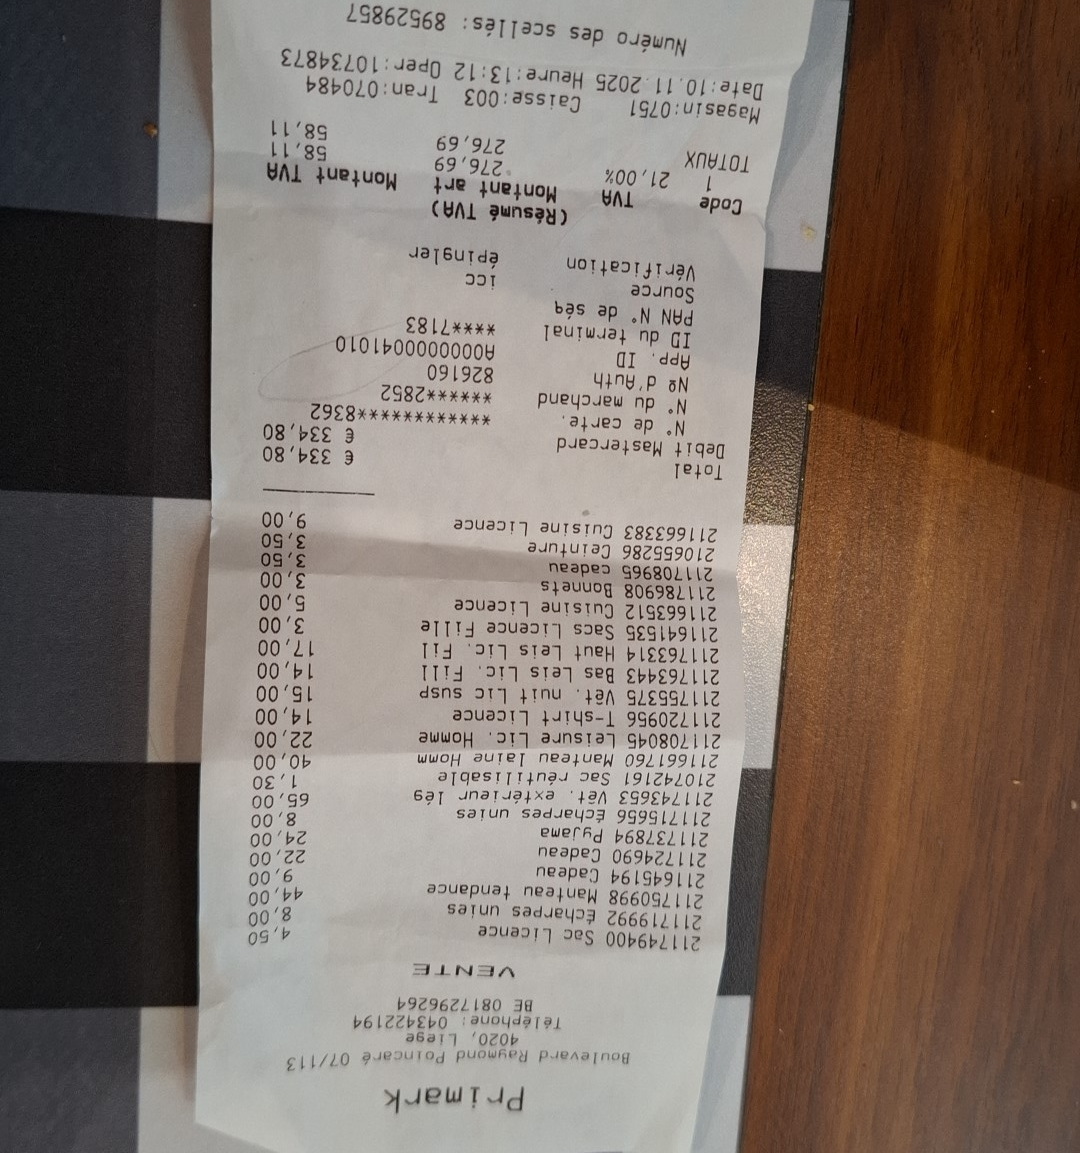 Primark
Boulevard Raymond Poincaré 07/113
4020, Liege
Téléphone: 043422194
BE 0817296264
VENTE
211749400 Sac Licence 4,50
211719992 Écharpes unies 8,00
211750998 Manteau tendance 44,00
211645194 Cadeau 9,00
211724690 Cadeau 22,00
211737894 Pyjama 24,00
211715656 Écharpes unies 8,00
211743653 Vêt. extérieur lég 65,00
210742161 Sac réutilisable 1,30
211661760 Manteau laine Homm 40,00
211708045 Leisure Lic. Homme 22,00
211720956 T-shirt Licence 14,00
211755375 Vêt. nuit Lic susp 15,00
211763443 Bas Leis Lic. Fill 14,00
211763314 Haut Leis Lic. Fil 17,00
211641535 Sacs Licence Fille 3,00
211663512 Cuisine Licence 5,00
211786908 Bonnets 3,00
211708965 cadeau 3,50
210655286 Ceinture 3,50
211663383 Cuisine Licence 9,00
Total € 334,80
Debit Mastercard € 334,80
N° de carte. ************8362
N° du marchand ******2852
Nº d'Auth 826160
App. ID A0000000041010
ID du terminal ****7183
PAN N° de séq
Source icc
Vérification épingler
(Résumé TVA)
Code TVA Montant art Montant TVA
1 21,00% 276,69 58,11
TOTAUX 276,69 58,11
Magasin:0751 Caisse:003 Tran:070484
Date:10.11.2025 Heure:13:12 Oper:10734873
Numéro des scellés: 89529857